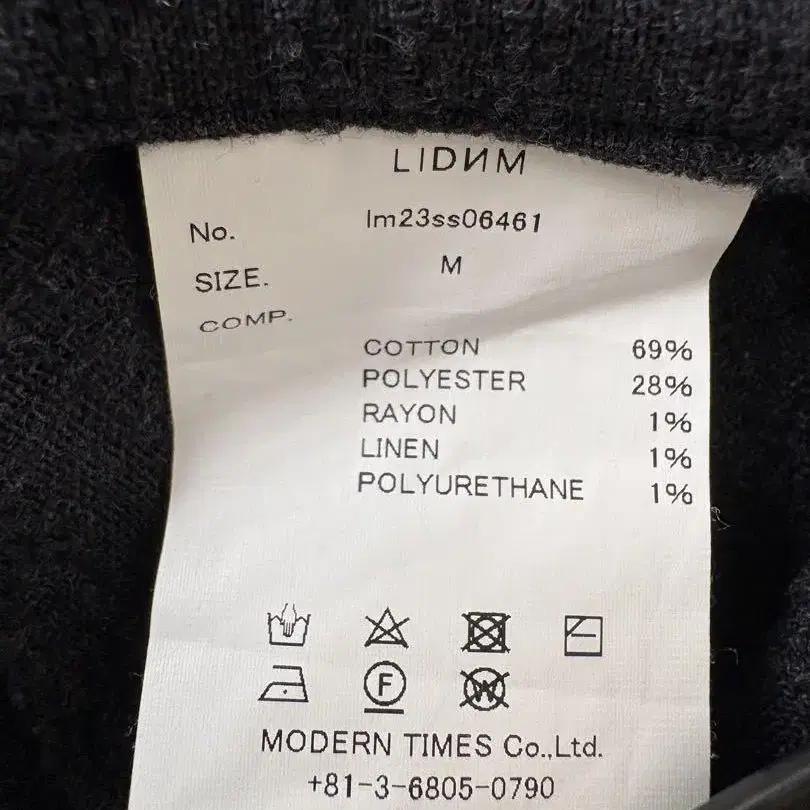 LIDИM
No. lm23ss06461
SIZE. M
COMP.
COTTON 69%
POLYESTER 28%
RAYON 1%
LINEN 1%
POLYURETHANE 1%
F
W
MODERN TIMES Co.,Ltd.
+81-3-6805-0790